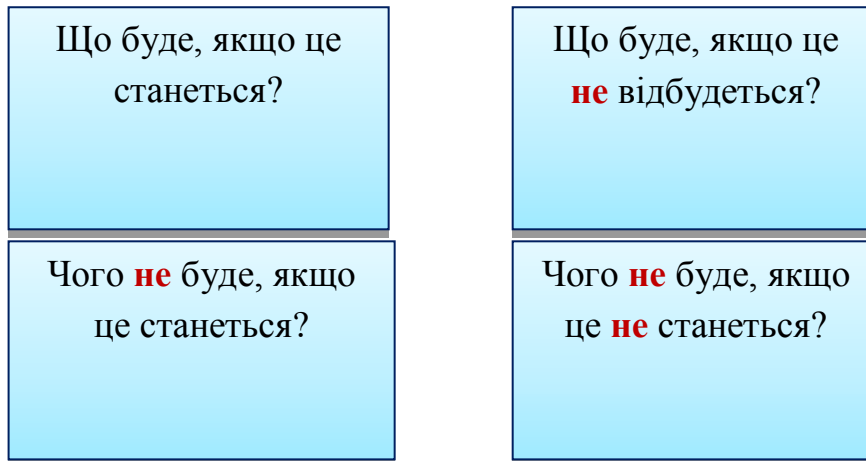 Що буде, якщо це
станеться?
Що буде, якщо це
не відбудеться?
Чого не буде, якщо
це станеться?
Чого не буде, якщо
це не станеться?